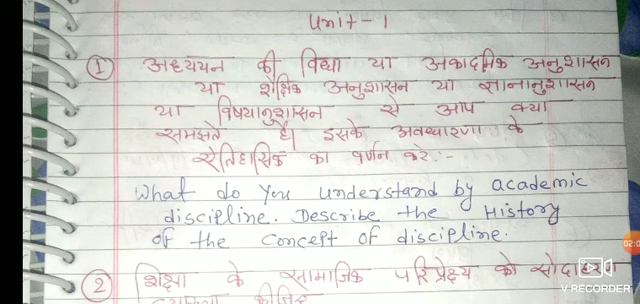 Unit-1
① अध्ययन की विद्या या अकादमिक अनुशासन
या शैक्षिक अनुशासन या ज्ञानानुशासन
या विषयानुशासन से आप क्या
समझते हैं। इसके अवधारणा के
ऐतिहासिक का वर्णन करे:-
What do you understand by academic
discipline. Describe the History
of the concept of discipline.
② शिक्षा के सामाजिक परिप्रेक्ष्य को
कीजिए
02:0
V-RECORDER